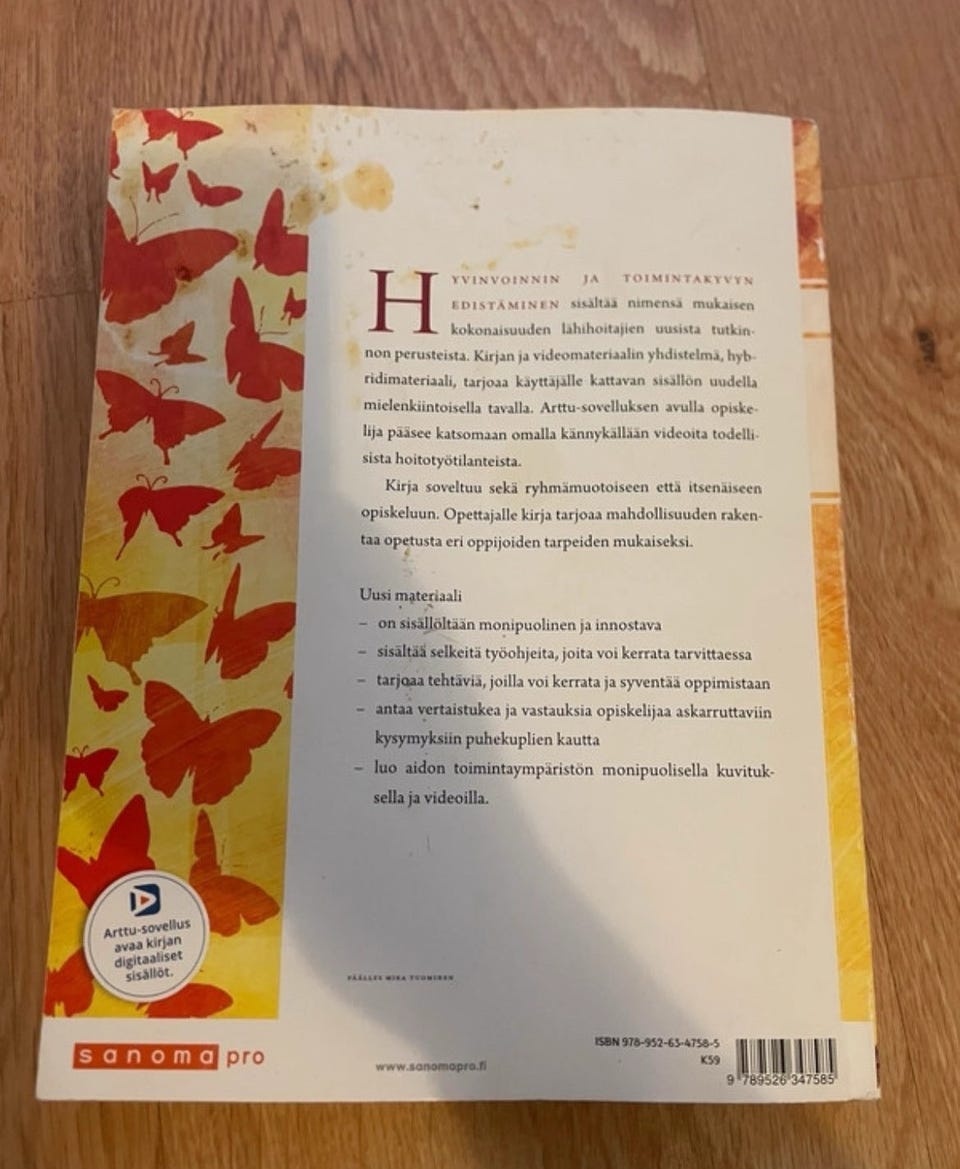 HYVINVOINNIN JA TOIMINTAKYVYN
EDISTÄMINEN sisältää nimensä mukaisen
kokonaisuuden lähihoitajien uusista tutkin-
non perusteista. Kirjan ja videomateriaalin yhdistelmä, hyb-
ridimateriaali, tarjoaa käyttäjälle kattavan sisällön uudella
mielenkiintoisella tavalla. Arttu-sovelluksen avulla opiske-
lija pääsee katsomaan omalla kännykällään videoita todelli-
sista hoitotyötilanteista.
Kirja soveltuu sekä ryhmämuotoiseen että itsenäiseen
opiskeluun. Opettajalle kirja tarjoaa mahdollisuuden raken-
taa opetusta eri oppijoiden tarpeiden mukaiseksi.
Uusi materiaali
– on sisällöltään monipuolinen ja innostava
– sisältää selkeitä työohjeita, joita voi kerrata tarvittaessa
– tarjoaa tehtäviä, joilla voi kerrata ja syventää oppimistaan
– antaa vertaistukea ja vastauksia opiskelijaa askarruttaviin
kysymyksiin puhekuplien kautta
– luo aidon toimintaympäristön monipuolisella kuvituk-
sella ja videoilla.
Arttu-sovellus
avaa kirjan
digitaaliset
sisällöt.
PÄÄLLYS MIKA TUOMINEN
sanoma pro
www.sanomapro.fi
ISBN 978-952-63-4758-5
K59
9 789526 347585